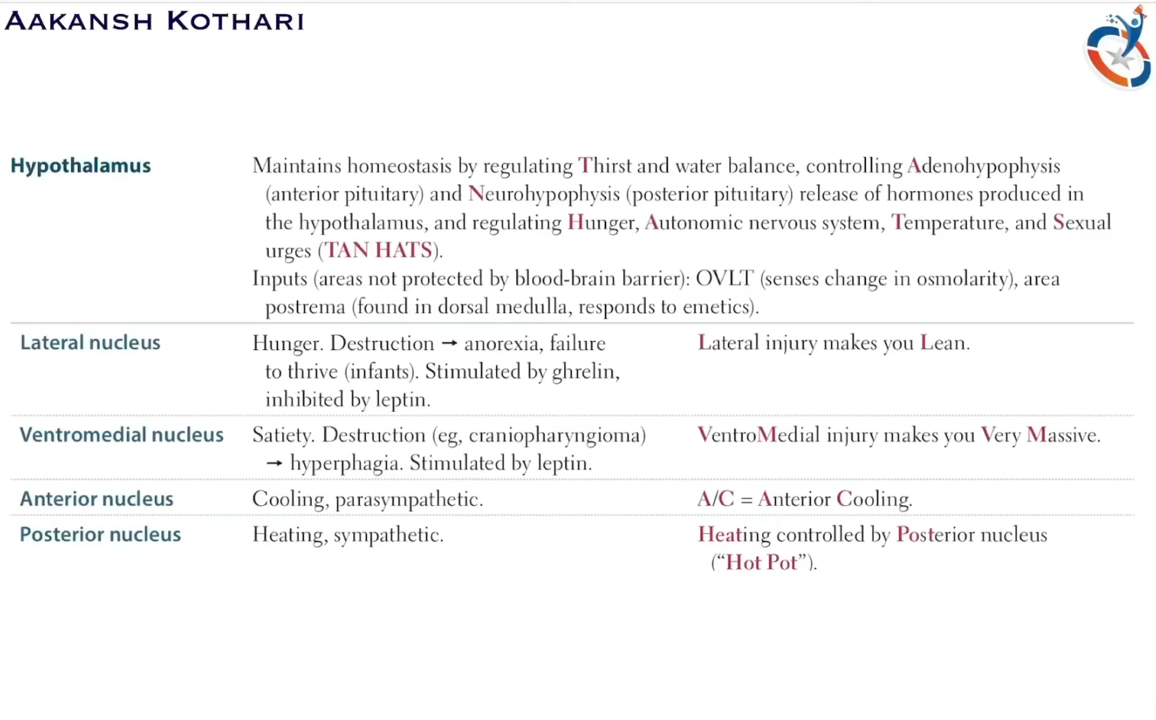 AAKANSH KOTHARI
Hypothalamus
Maintains homeostasis by regulating Thirst and water balance, controlling Adenohypophysis
(anterior pituitary) and Neurohypophysis (posterior pituitary) release of hormones produced in
the hypothalamus, and regulating Hunger, Autonomic nervous system, Temperature, and Sexual
urges (TAN HATS).
Inputs (areas not protected by blood-brain barrier): OVLT (senses change in osmolarity), area
postrema (found in dorsal medulla, responds to emetics).
Lateral nucleus
Hunger. Destruction → anorexia, failure
to thrive (infants). Stimulated by ghrelin,
inhibited by leptin.
Lateral injury makes you Lean.
Ventromedial nucleus
Satiety. Destruction (eg, craniopharyngioma)
→ hyperphagia. Stimulated by leptin.
VentroMedial injury makes you Very Massive.
Anterior nucleus
Cooling, parasympathetic.
A/C = Anterior Cooling.
Posterior nucleus
Heating, sympathetic.
Heating controlled by Posterior nucleus
(“Hot Pot”).